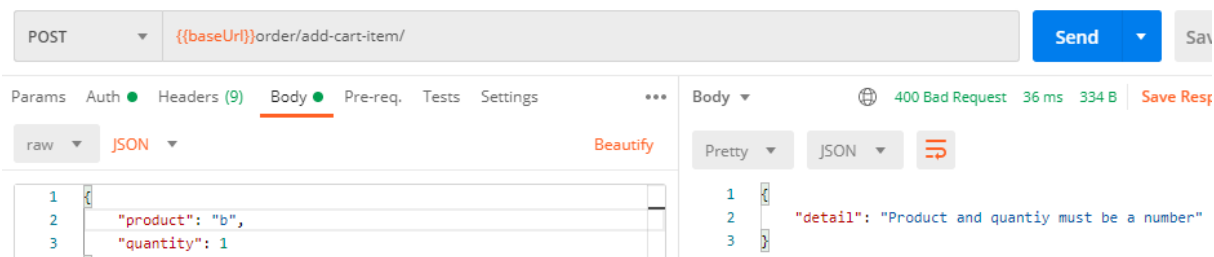 POST {{baseUrl}}order/add-cart-item/ Send
Params Auth Headers (9) Body Pre-req. Tests Settings ••• Body 400 Bad Request 36 ms 334 B Save Resp
raw JSON Beautify Pretty JSON
1 {
2 "product": "b",
3 "quantity": 1
1 {
2 "detail": "Product and quantiy must be a number"
3 }